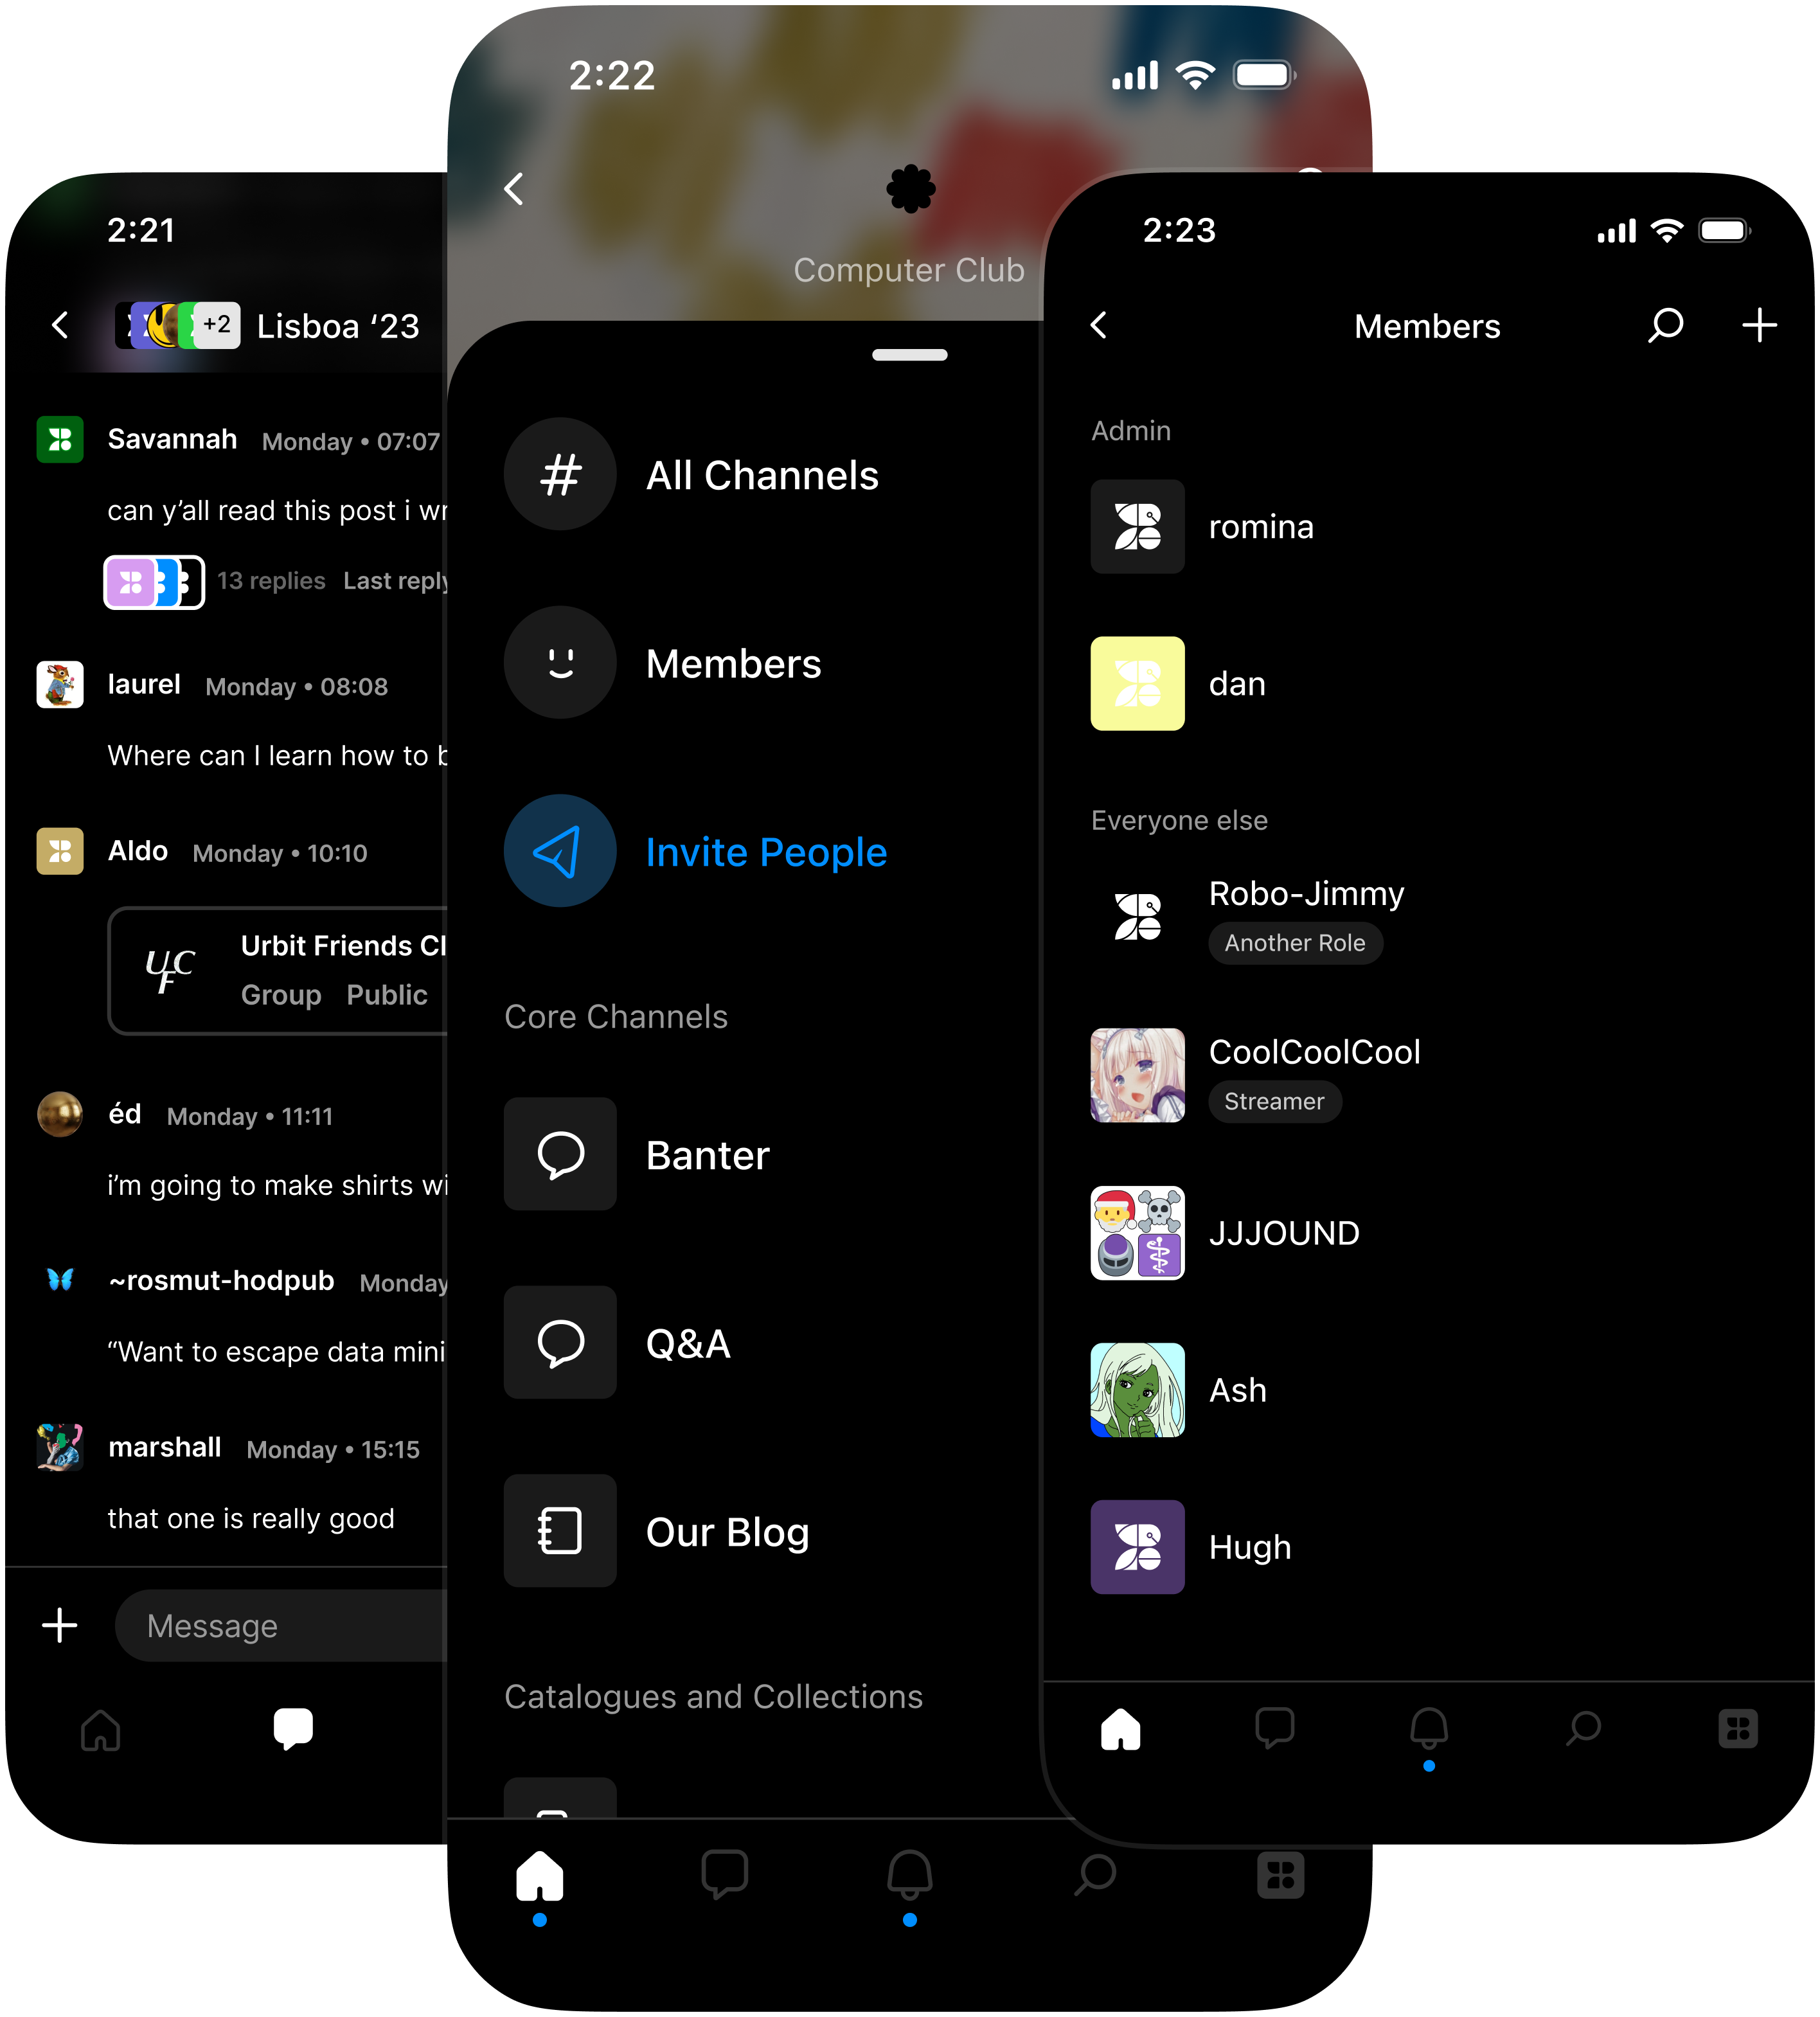 2:21
+2
Lisboa ‘23
Savannah Monday • 07:07
can y’all read this post i
13 replies Last reply
laurel Monday • 08:08
Where can I learn how to
Aldo Monday • 10:10
UFC
Urbit Friends
Group Public
éd Monday • 11:11
i’m going to make shirts
~rosmut-hodpub Monday
“Want to escape data
marshall Monday • 15:15
that one is really good
Message
2:22
Computer Club
All Channels
Members
Invite People
Core Channels
Banter
Q&A
Our Blog
Catalogues and Collections
2:23
Members
Admin
romina
dan
Everyone else
Robo-Jimmy
Another Role
CoolCoolCool
Streamer
JJJOUND
Ash
Hugh